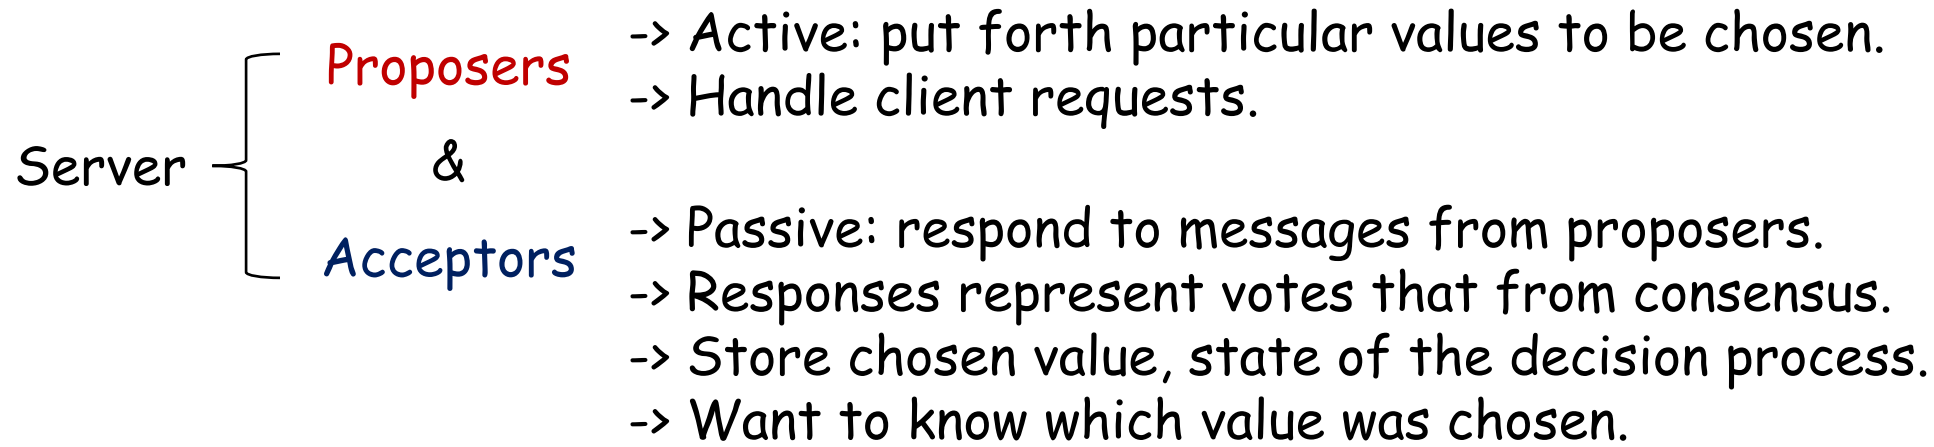 Proposers
-> Active: put forth particular values to be chosen.
-> Handle client requests.
Server
&
Acceptors
-> Passive: respond to messages from proposers.
-> Responses represent votes that from consensus.
-> Store chosen value, state of the decision process.
-> Want to know which value was chosen.